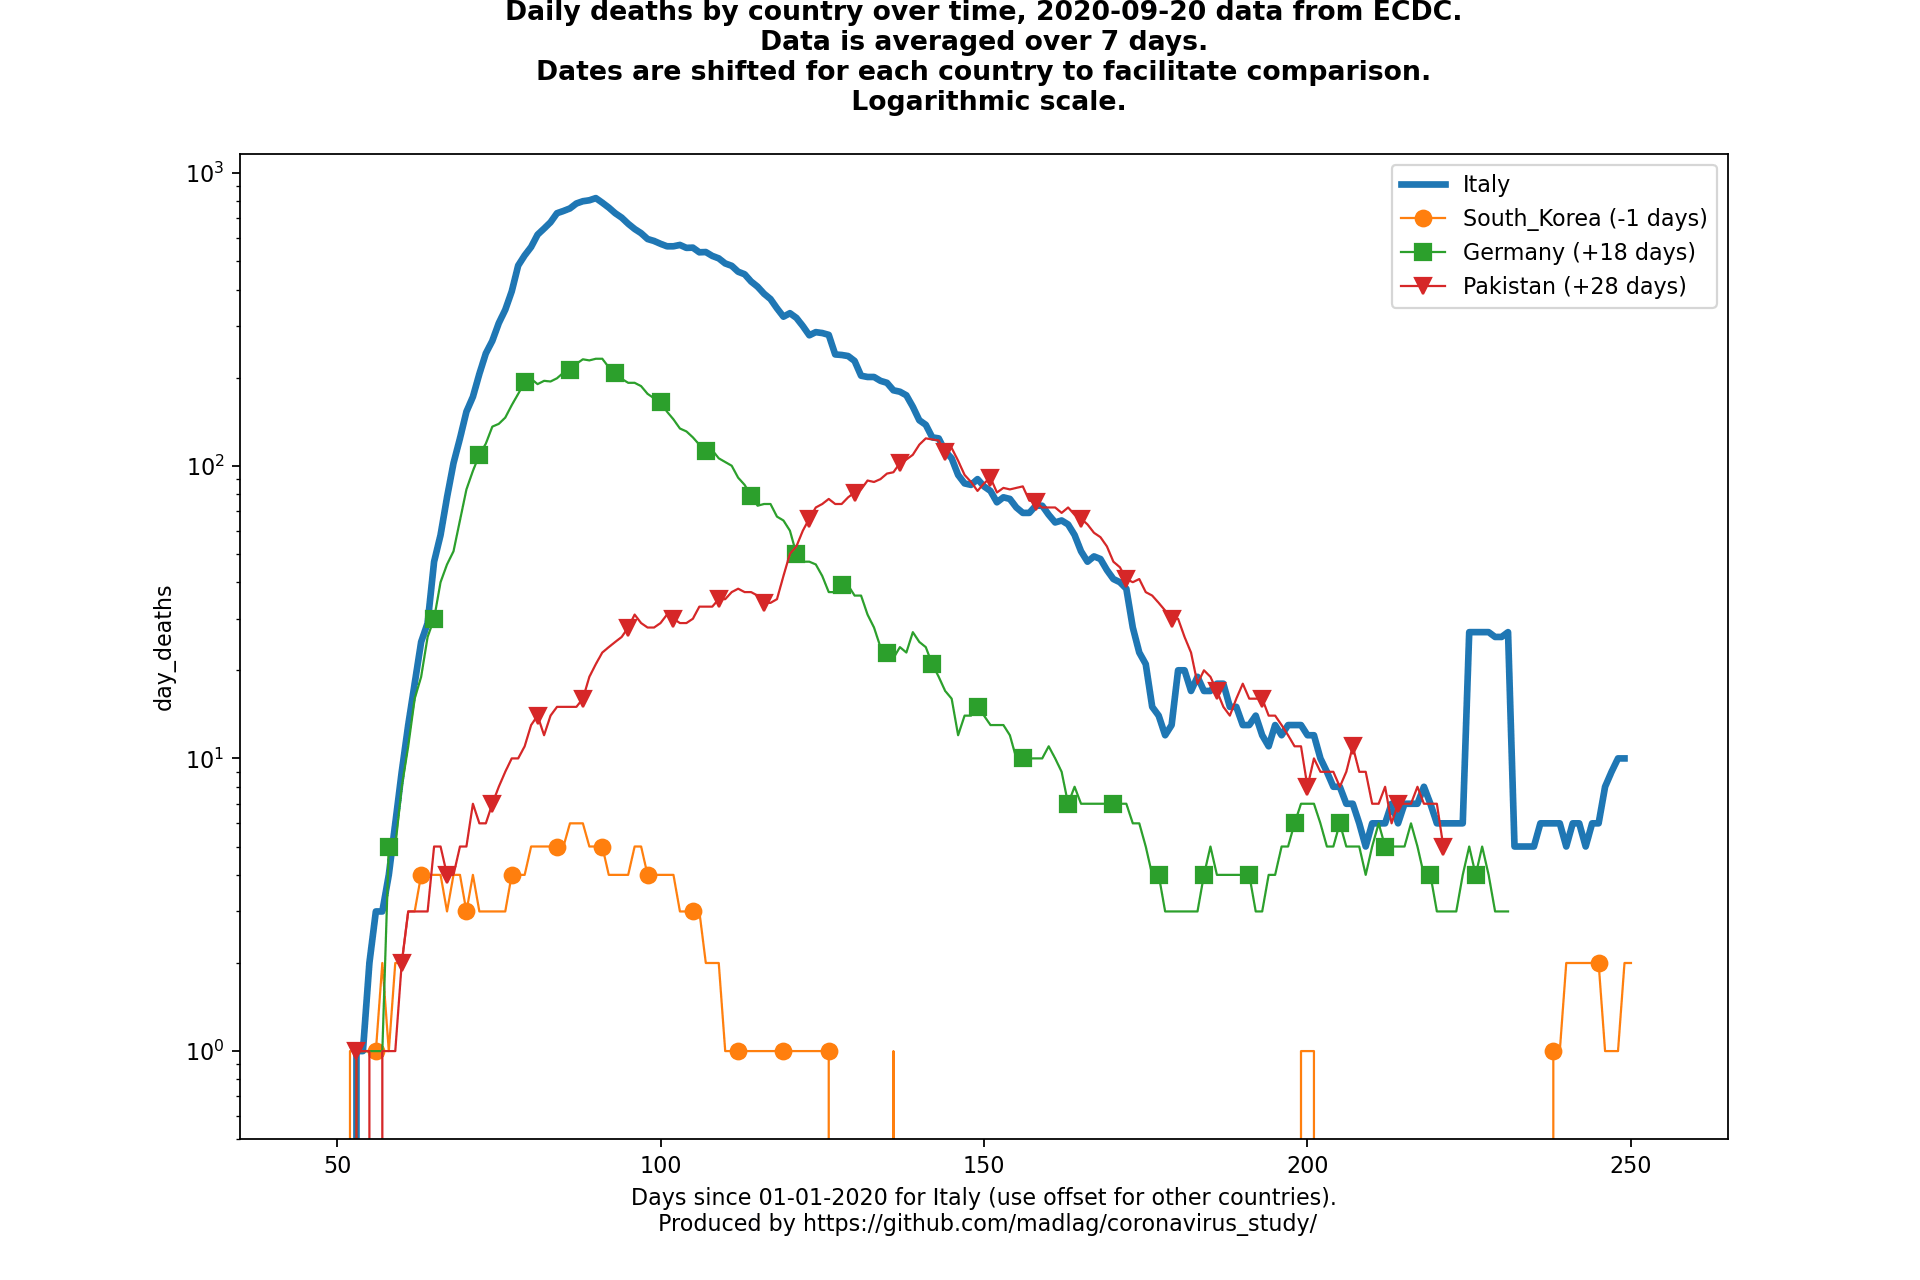 Daily deaths by country over time, 2020-09-20 data from ECDC.
Data is averaged over 7 days.
Dates are shifted for each country to facilitate comparison.
Logarithmic scale.
Italy
South_Korea (-1 days)
Germany (+18 days)
Pakistan (+28 days)
day_deaths
10³
10²
10¹
10⁰
50 100 150 200 250
Days since 01-01-2020 for Italy (use offset for other countries).
Produced by https://github.com/madlag/coronavirus_study/